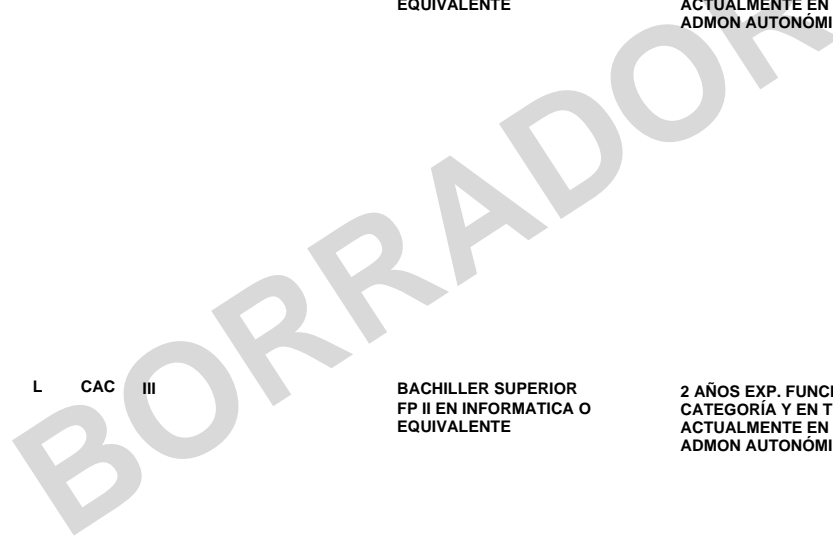 EQUIVALENTE ACTUALMENTE EN
ADMON AUTONÓMI
BORRADOR
L CAC III BACHILLER SUPERIOR 2 AÑOS EXP.
FP II EN INFORMATICA O CATEGORÍA Y EN
EQUIVALENTE ACTUALMENTE EN
ADMON AUTONÓMI